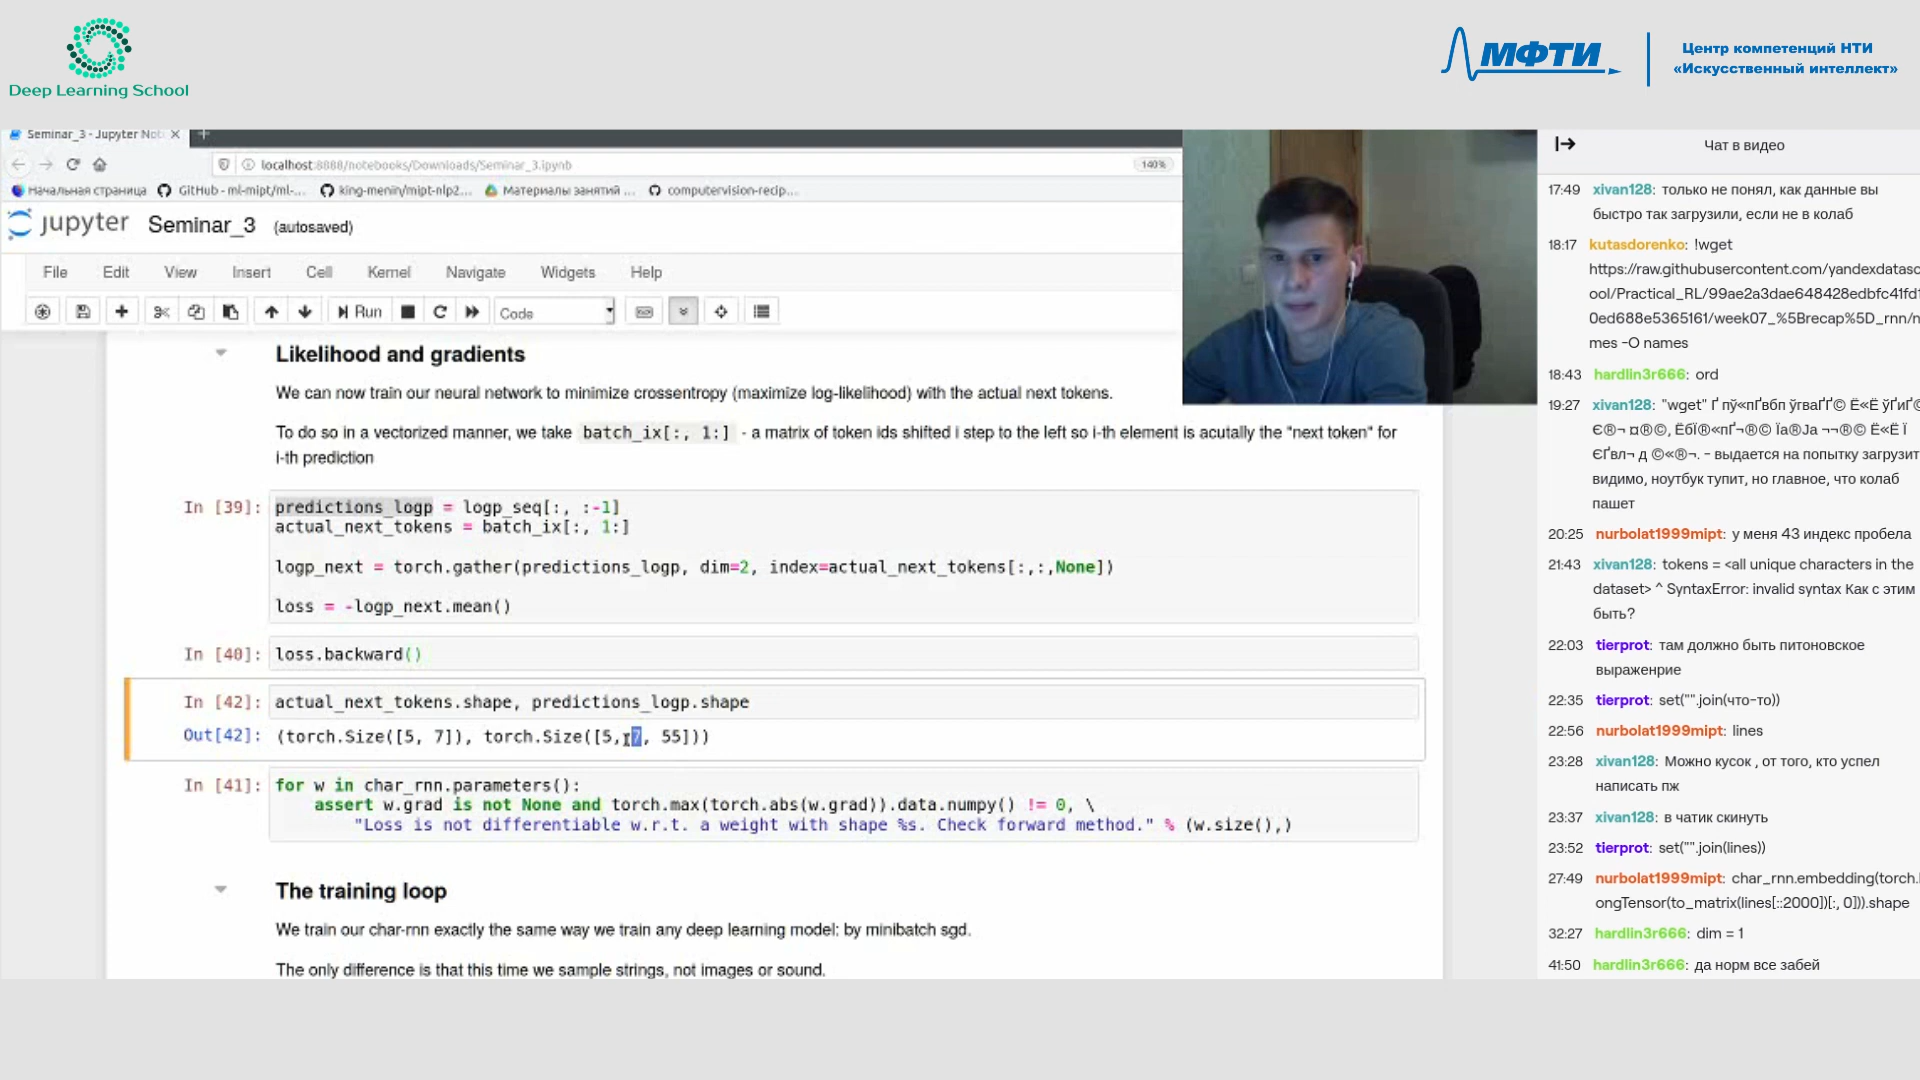 Deep Learning School
МФТИ
Центр компетенций НТИ
«Искусственный интеллект»
Seminar_3 - Jupyter Not
localhost:8888/notebooks/Downloads/Seminar_3.ipynb
140%
Начальная страница
GitHub - ml-mipt/ml-...
king-menin/mipt-nlp2...
Материалы занятий ...
computervision-recip...
jupyter Seminar_3 (autosaved)
File Edit View Insert Cell Kernel Navigate Widgets Help
Run Code
Likelihood and gradients
We can now train our neural network to minimize crossentropy (maximize log-likelihood) with the actual next tokens.
To do so in a vectorized manner, we take batch_ix[:, 1:] - a matrix of token ids shifted i step to the left so i-th element is acutally the "next token" for
i-th prediction
In [39]: predictions_logp = logp_seq[:, :-1]
actual_next_tokens = batch_ix[:, 1:]
logp_next = torch.gather(predictions_logp, dim=2, index=actual_next_tokens[:,:,None])
loss = -logp_next.mean()
In [40]: loss.backward()
In [42]: actual_next_tokens.shape, predictions_logp.shape
Out[42]: (torch.Size([5, 7]), torch.Size([5, 7, 55]))
In [41]: for w in char_rnn.parameters():
assert w.grad is not None and torch.max(torch.abs(w.grad)).data.numpy() != 0, \
"Loss is not differentiable w.r.t. a weight with shape %s. Check forward method." % (w.size(),)
The training loop
We train our char-rnn exactly the same way we train any deep learning model: by minibatch sgd.
The only difference is that this time we sample strings, not images or sound.
Чат в видео
17:49 xivan128: только не понял, как данные вы
быстро так загрузили, если не в колаб
18:17 kutasdorenko: !wget
https://raw.githubusercontent.com/yandexdatasc
ool/Practical_RL/99ae2a3dae648428edbfc41fd1
0ed688e5365161/week07_%5Brecap%5D_rnn/n
mes -O names
18:43 hardlin3r666: ord
19:27 xivan128: "wget"
- выдается на попытку загрузит
видимо, ноутбук тупит, но главное, что колаб
пашет
20:25 nurbolat1999mipt: у меня 43 индекс пробела
21:43 xivan128: tokens = <all unique characters in the
dataset> ^ SyntaxError: invalid syntax Как с этим
быть?
22:03 tierprot: там должно быть питоновское
выраженрие
22:35 tierprot: set("".join(что-то))
22:56 nurbolat1999mipt: lines
23:28 xivan128: Можно кусок , от того, кто успел
написать пж
23:37 xivan128: в чатик скинуть
23:52 tierprot: set("".join(lines))
27:49 nurbolat1999mipt: char_rnn.embedding(torch.
ongTensor(to_matrix(lines[::2000])[:, 0])).shape
32:27 hardlin3r666: dim = 1
41:50 hardlin3r666: да норм все забей